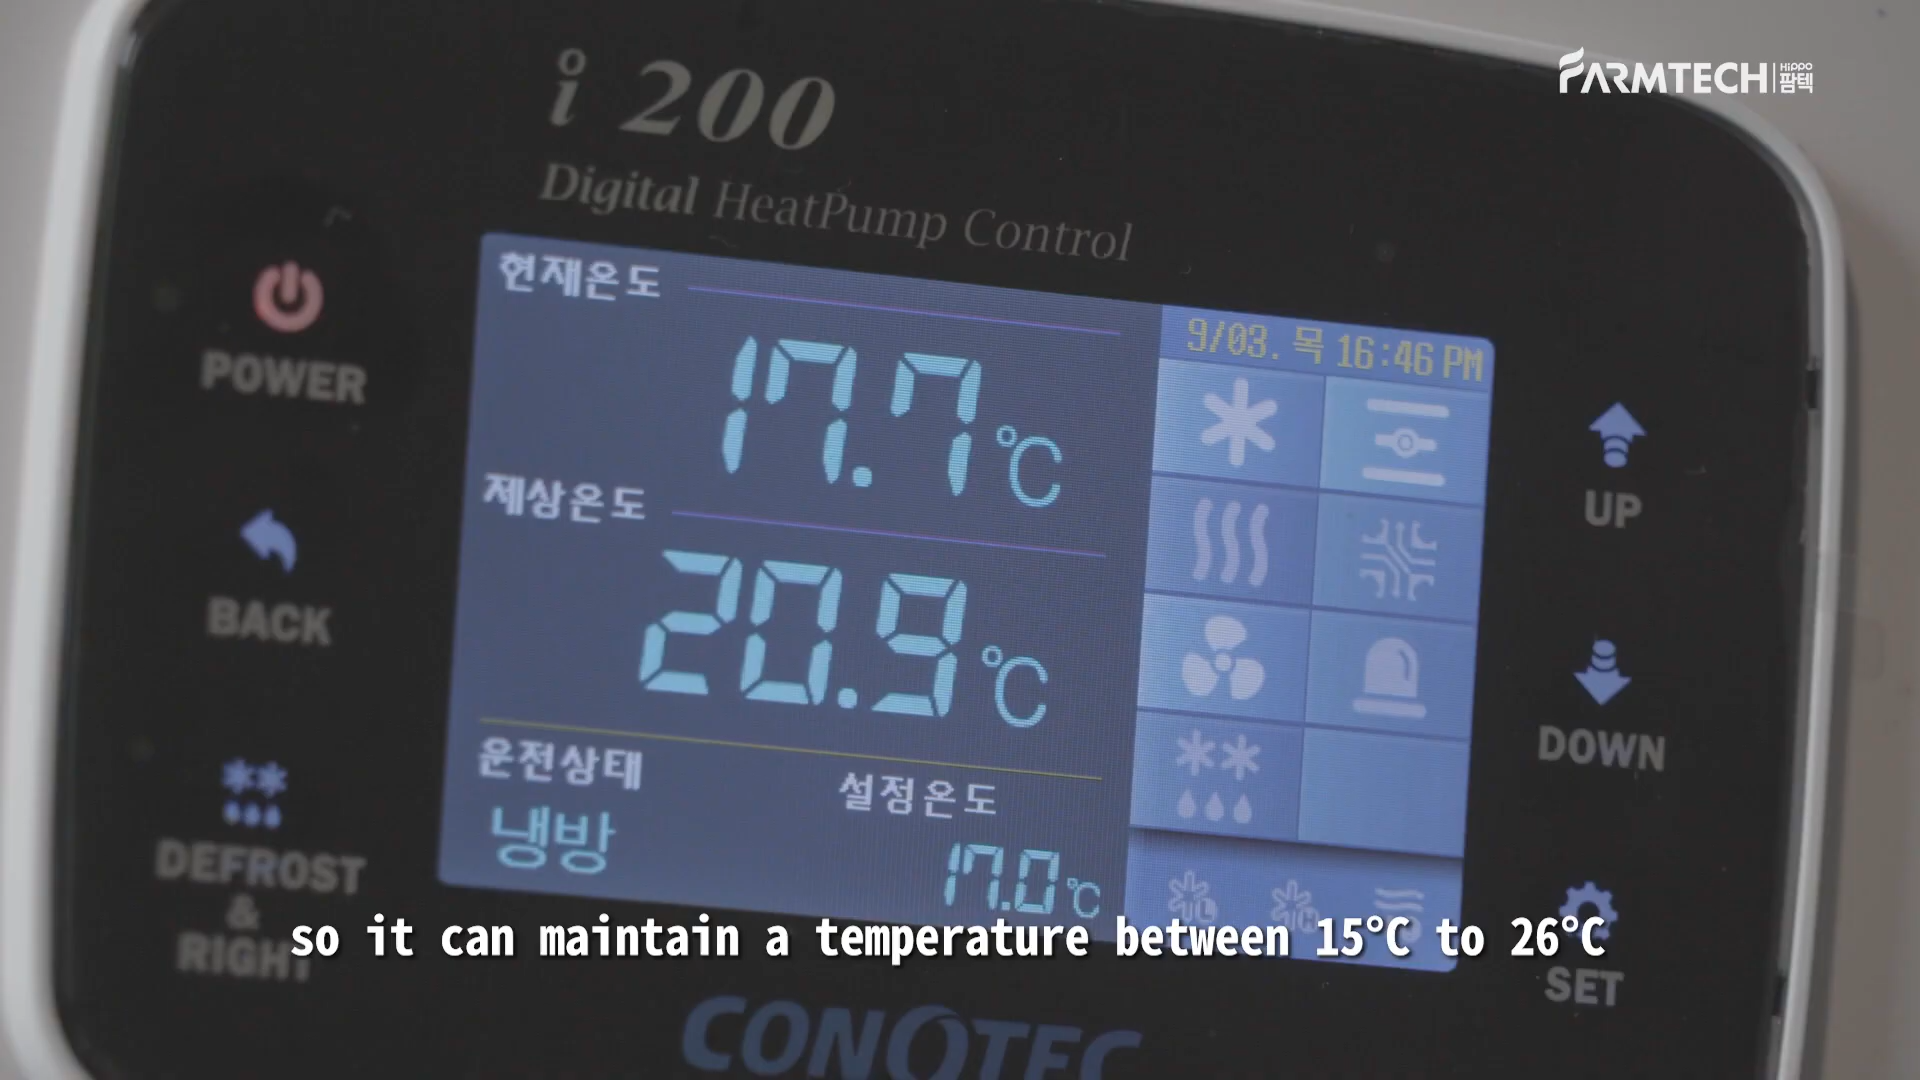 FARMTECH Hippo 팜텍
i 200
Digital HeatPump Control
현재온도
17.7℃
9/03. 목 16:46 PM
제상온도
20.9℃
운전상태
설정온도
냉방
17.0℃
L
H
POWER
BACK
DEFROST
&
RIGHT
UP
DOWN
SET
so it can maintain a temperature between 15°C to 26°C
CONOTEC